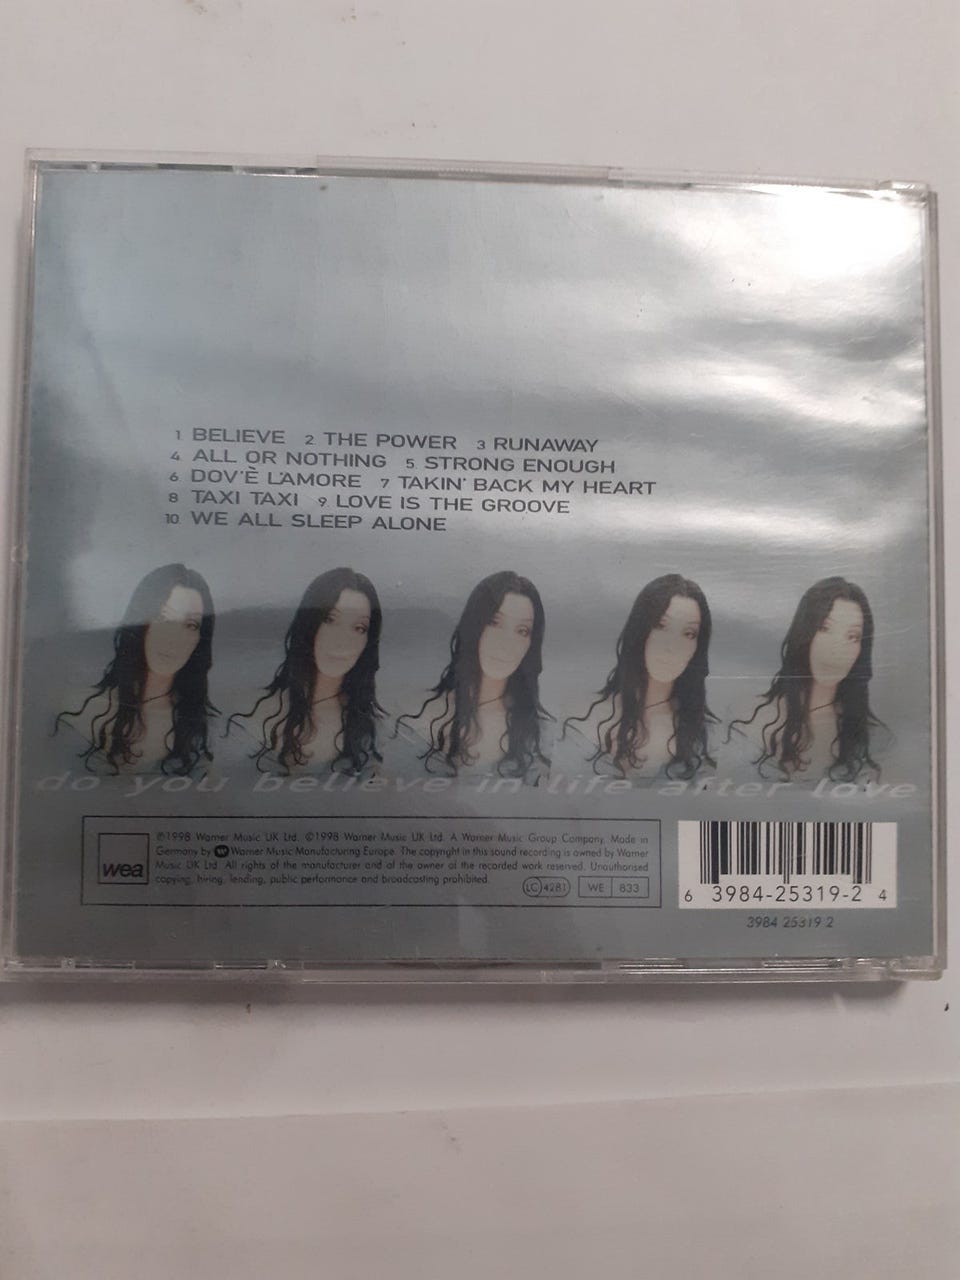 1 BELIEVE 2 THE POWER 3 RUNAWAY
4 ALL OR NOTHING 5 STRONG ENOUGH
6 DOV'È L'AMORE 7 TAKIN' BACK MY HEART
8 TAXI TAXI 9 LOVE IS THE GROOVE
10 WE ALL SLEEP ALONE
do you believe in life after love
wea
℗1998 Warner Music UK Ltd. ©1998 Warner Music UK Ltd. A Warner Music Group Company. Made in
Germany by Warner Music Manufacturing Europe. The copyright in this sound recording is owned by Warner
Music UK Ltd. All rights of the manufacturer and of the owner of the recorded work reserved. Unauthorised
copying, hiring, lending, public performance and broadcasting prohibited.
LC 4281 WE 833
6 3984-25319-2 4
3984 25319 2